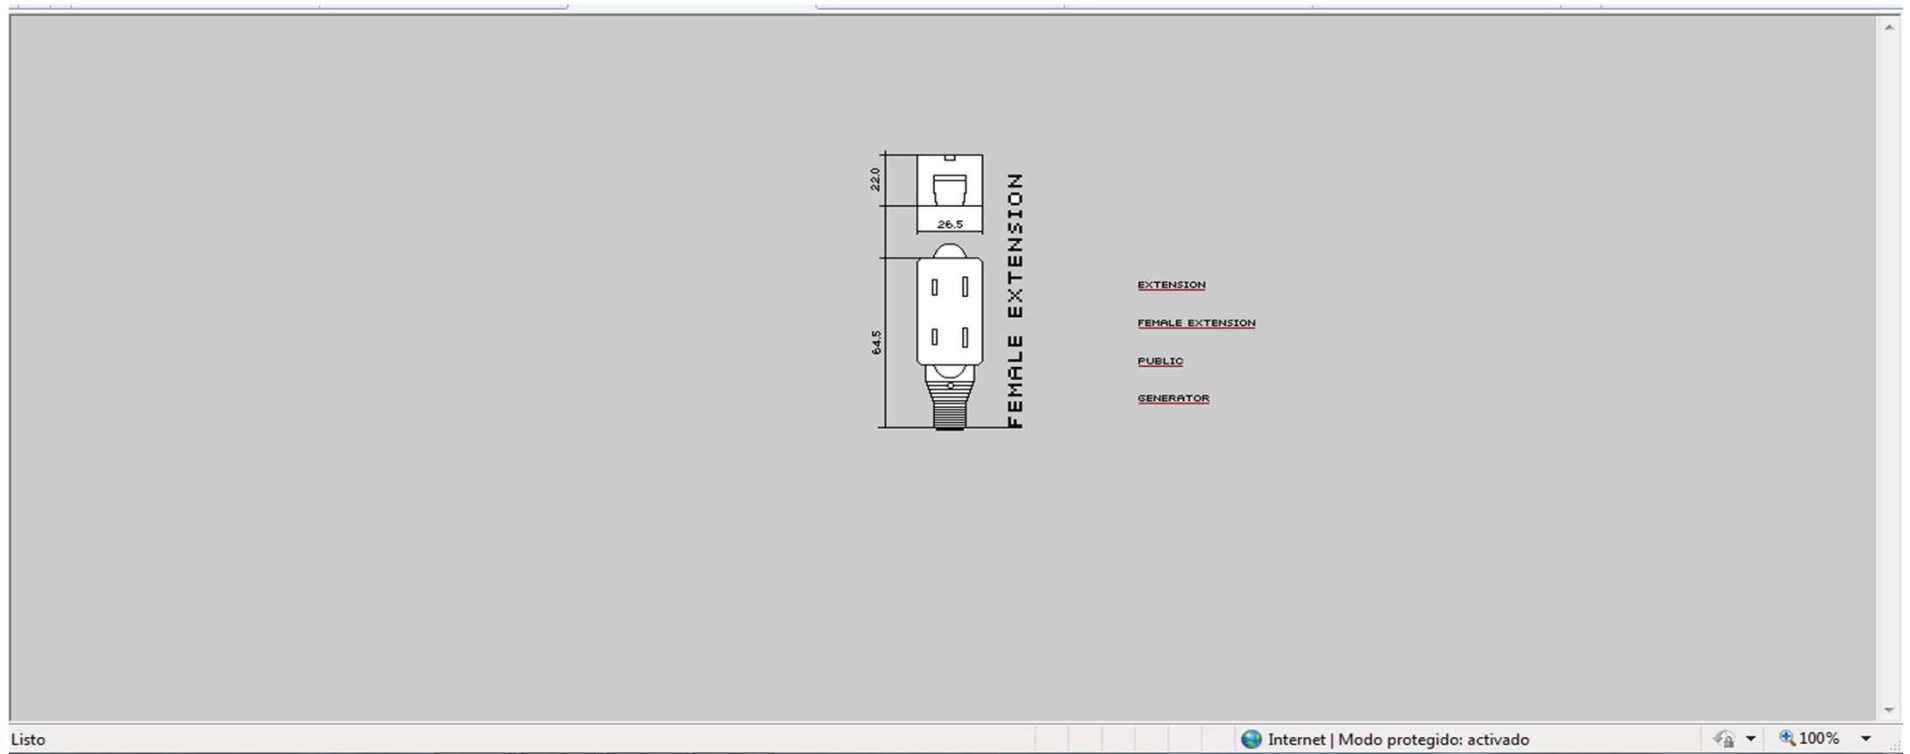 22.0
26.5
64.5
FEMALE EXTENSION
EXTENSION
FEMALE EXTENSION
PUBLIC
GENERATOR
Listo
Internet | Modo protegido: activado
100%